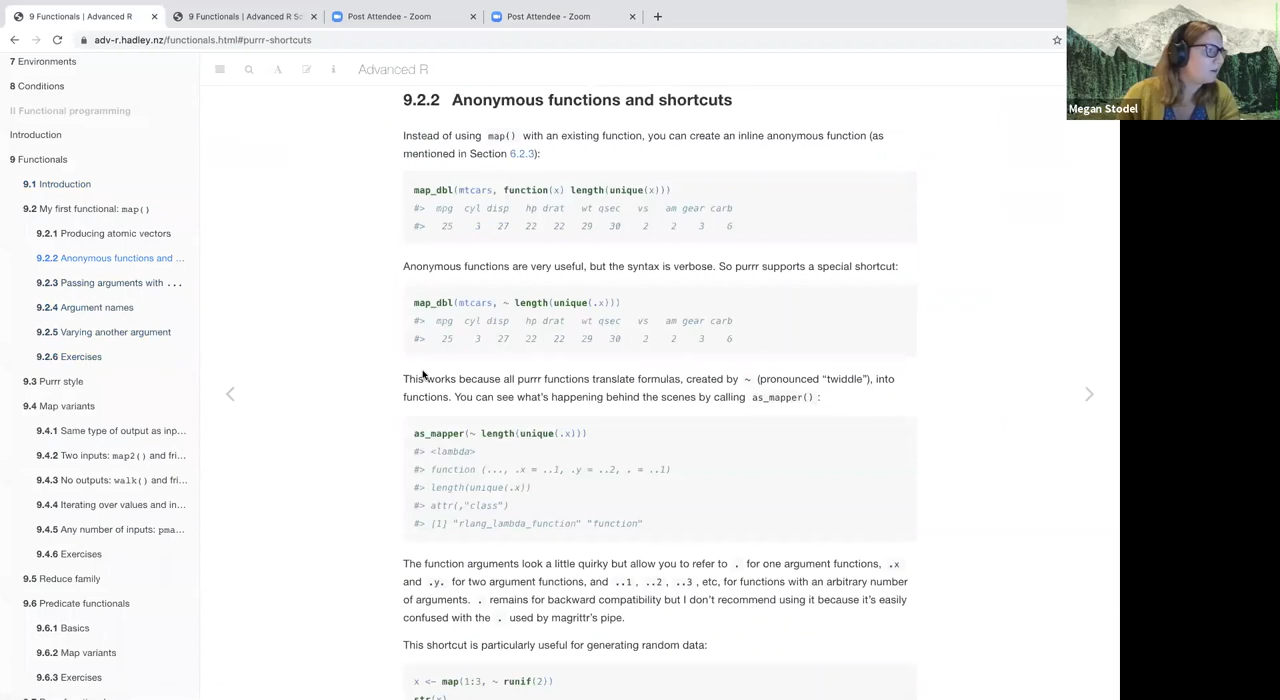 9 Functionals | Advanced R
9 Functionals | Advanced R So
Post Attendee - Zoom
Post Attendee - Zoom
adv-r.hadley.nz/functionals.html#purrr-shortcuts
Megan Stodel
7 Environments
8 Conditions
II Functional programming
Introduction
9 Functionals
9.1 Introduction
9.2 My first functional: map()
9.2.1 Producing atomic vectors
9.2.2 Anonymous functions and ...
9.2.3 Passing arguments with ...
9.2.4 Argument names
9.2.5 Varying another argument
9.2.6 Exercises
9.3 Purrr style
9.4 Map variants
9.4.1 Same type of output as inp...
9.4.2 Two inputs: map2() and fri...
9.4.3 No outputs: walk() and fri...
9.4.4 Iterating over values and in...
9.4.5 Any number of inputs: pma...
9.4.6 Exercises
9.5 Reduce family
9.6 Predicate functionals
9.6.1 Basics
9.6.2 Map variants
9.6.3 Exercises
Advanced R
9.2.2 Anonymous functions and shortcuts
Instead of using map() with an existing function, you can create an inline anonymous function (as
mentioned in Section 6.2.3):
map_dbl(mtcars, function(x) length(unique(x)))
#> mpg cyl disp hp drat wt qsec vs am gear carb
#> 25 3 27 22 22 29 30 2 2 3 6
Anonymous functions are very useful, but the syntax is verbose. So purrr supports a special shortcut:
map_dbl(mtcars, ~ length(unique(.x)))
#> mpg cyl disp hp drat wt qsec vs am gear carb
#> 25 3 27 22 22 29 30 2 2 3 6
This works because all purrr functions translate formulas, created by ~ (pronounced “twiddle”), into
functions. You can see what’s happening behind the scenes by calling as_mapper() :
as_mapper(~ length(unique(.x)))
#> <lambda>
#> function (..., .x = ..1, .y = ..2, . = ..1)
#> length(unique(.x))
#> attr(,"class")
#> [1] "rlang_lambda_function" "function"
The function arguments look a little quirky but allow you to refer to . for one argument functions, .x
and .y. for two argument functions, and ..1 , ..2 , ..3 , etc, for functions with an arbitrary number
of arguments. . remains for backward compatibility but I don’t recommend using it because it’s easily
confused with the . used by magrittr’s pipe.
This shortcut is particularly useful for generating random data:
x <- map(1:3, ~ runif(2))
str(x)